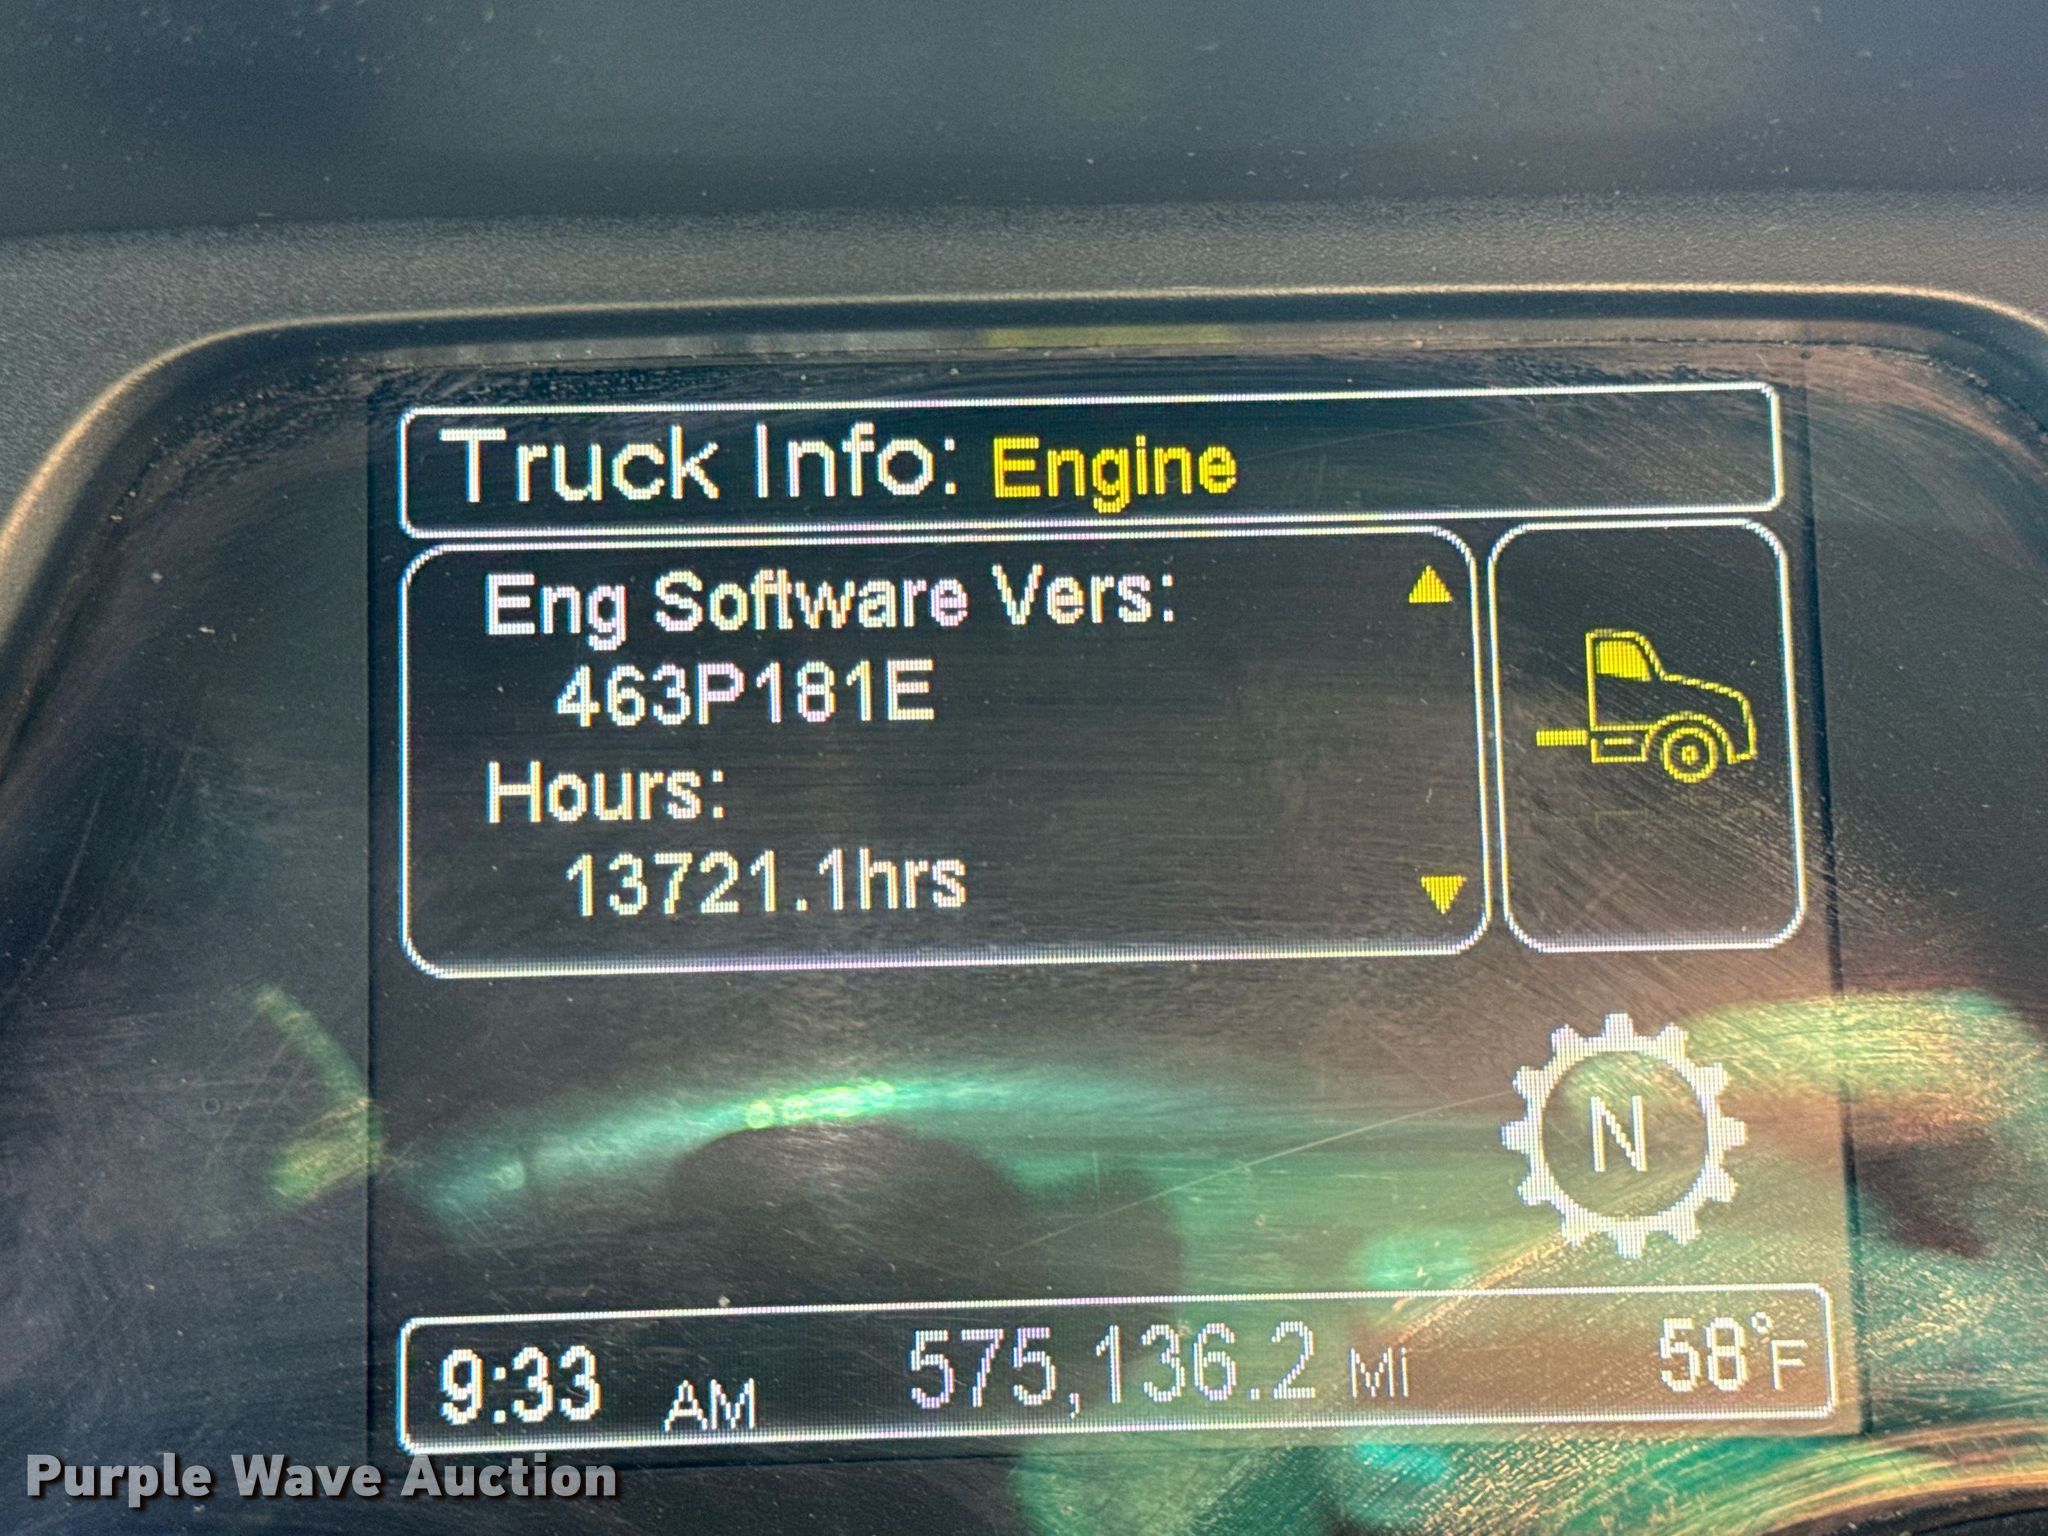 Truck Info: Engine
Eng Software Vers:
463P181E
Hours:
13721.1hrs
N
9:33 AM 575,136.2 Mi 58°F
Purple Wave Auction